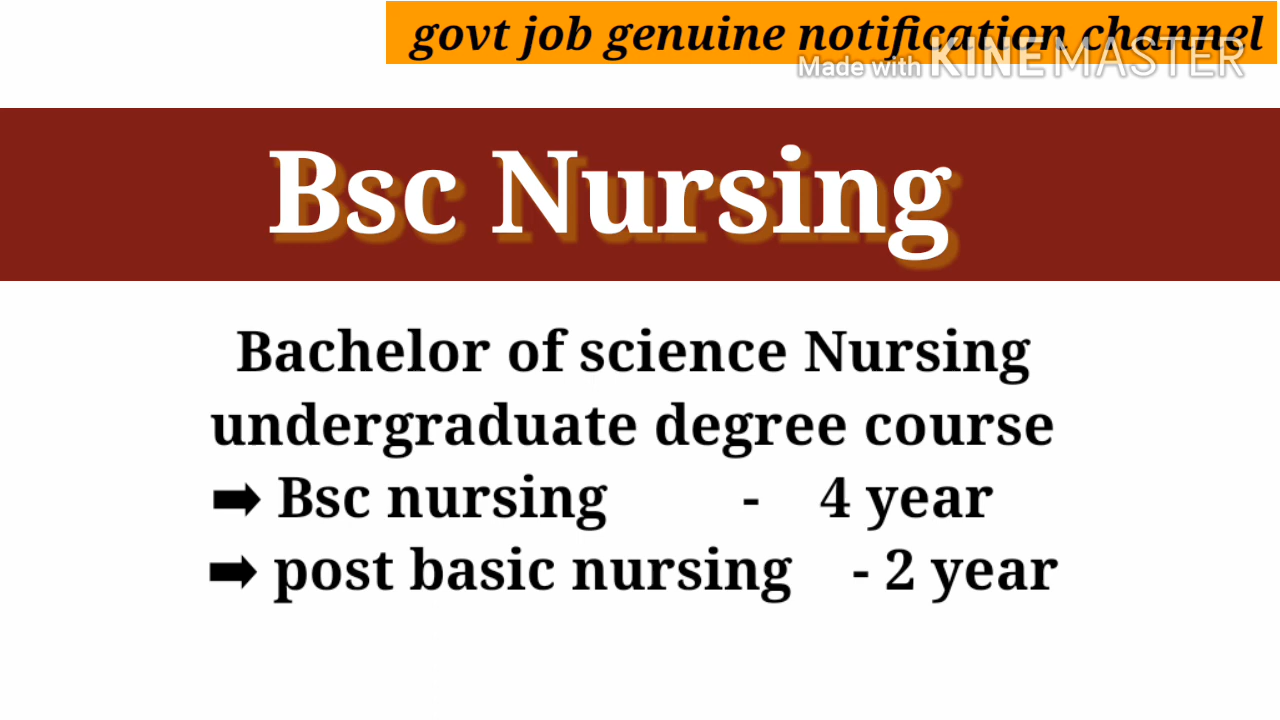 govt job genuine notification channel
Made with KINEMASTER
Bsc Nursing
Bachelor of science Nursing
undergraduate degree course
➡ Bsc nursing - 4 year
➡ post basic nursing - 2 year